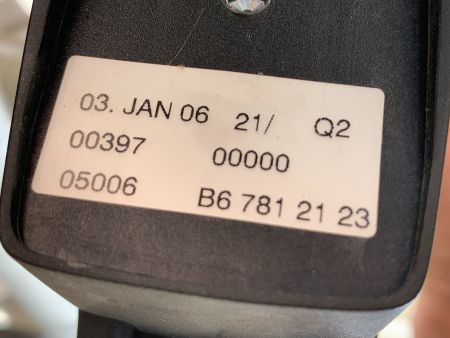 03. JAN 06 21/ Q2
00397 00000
05006 B6 781 21 23